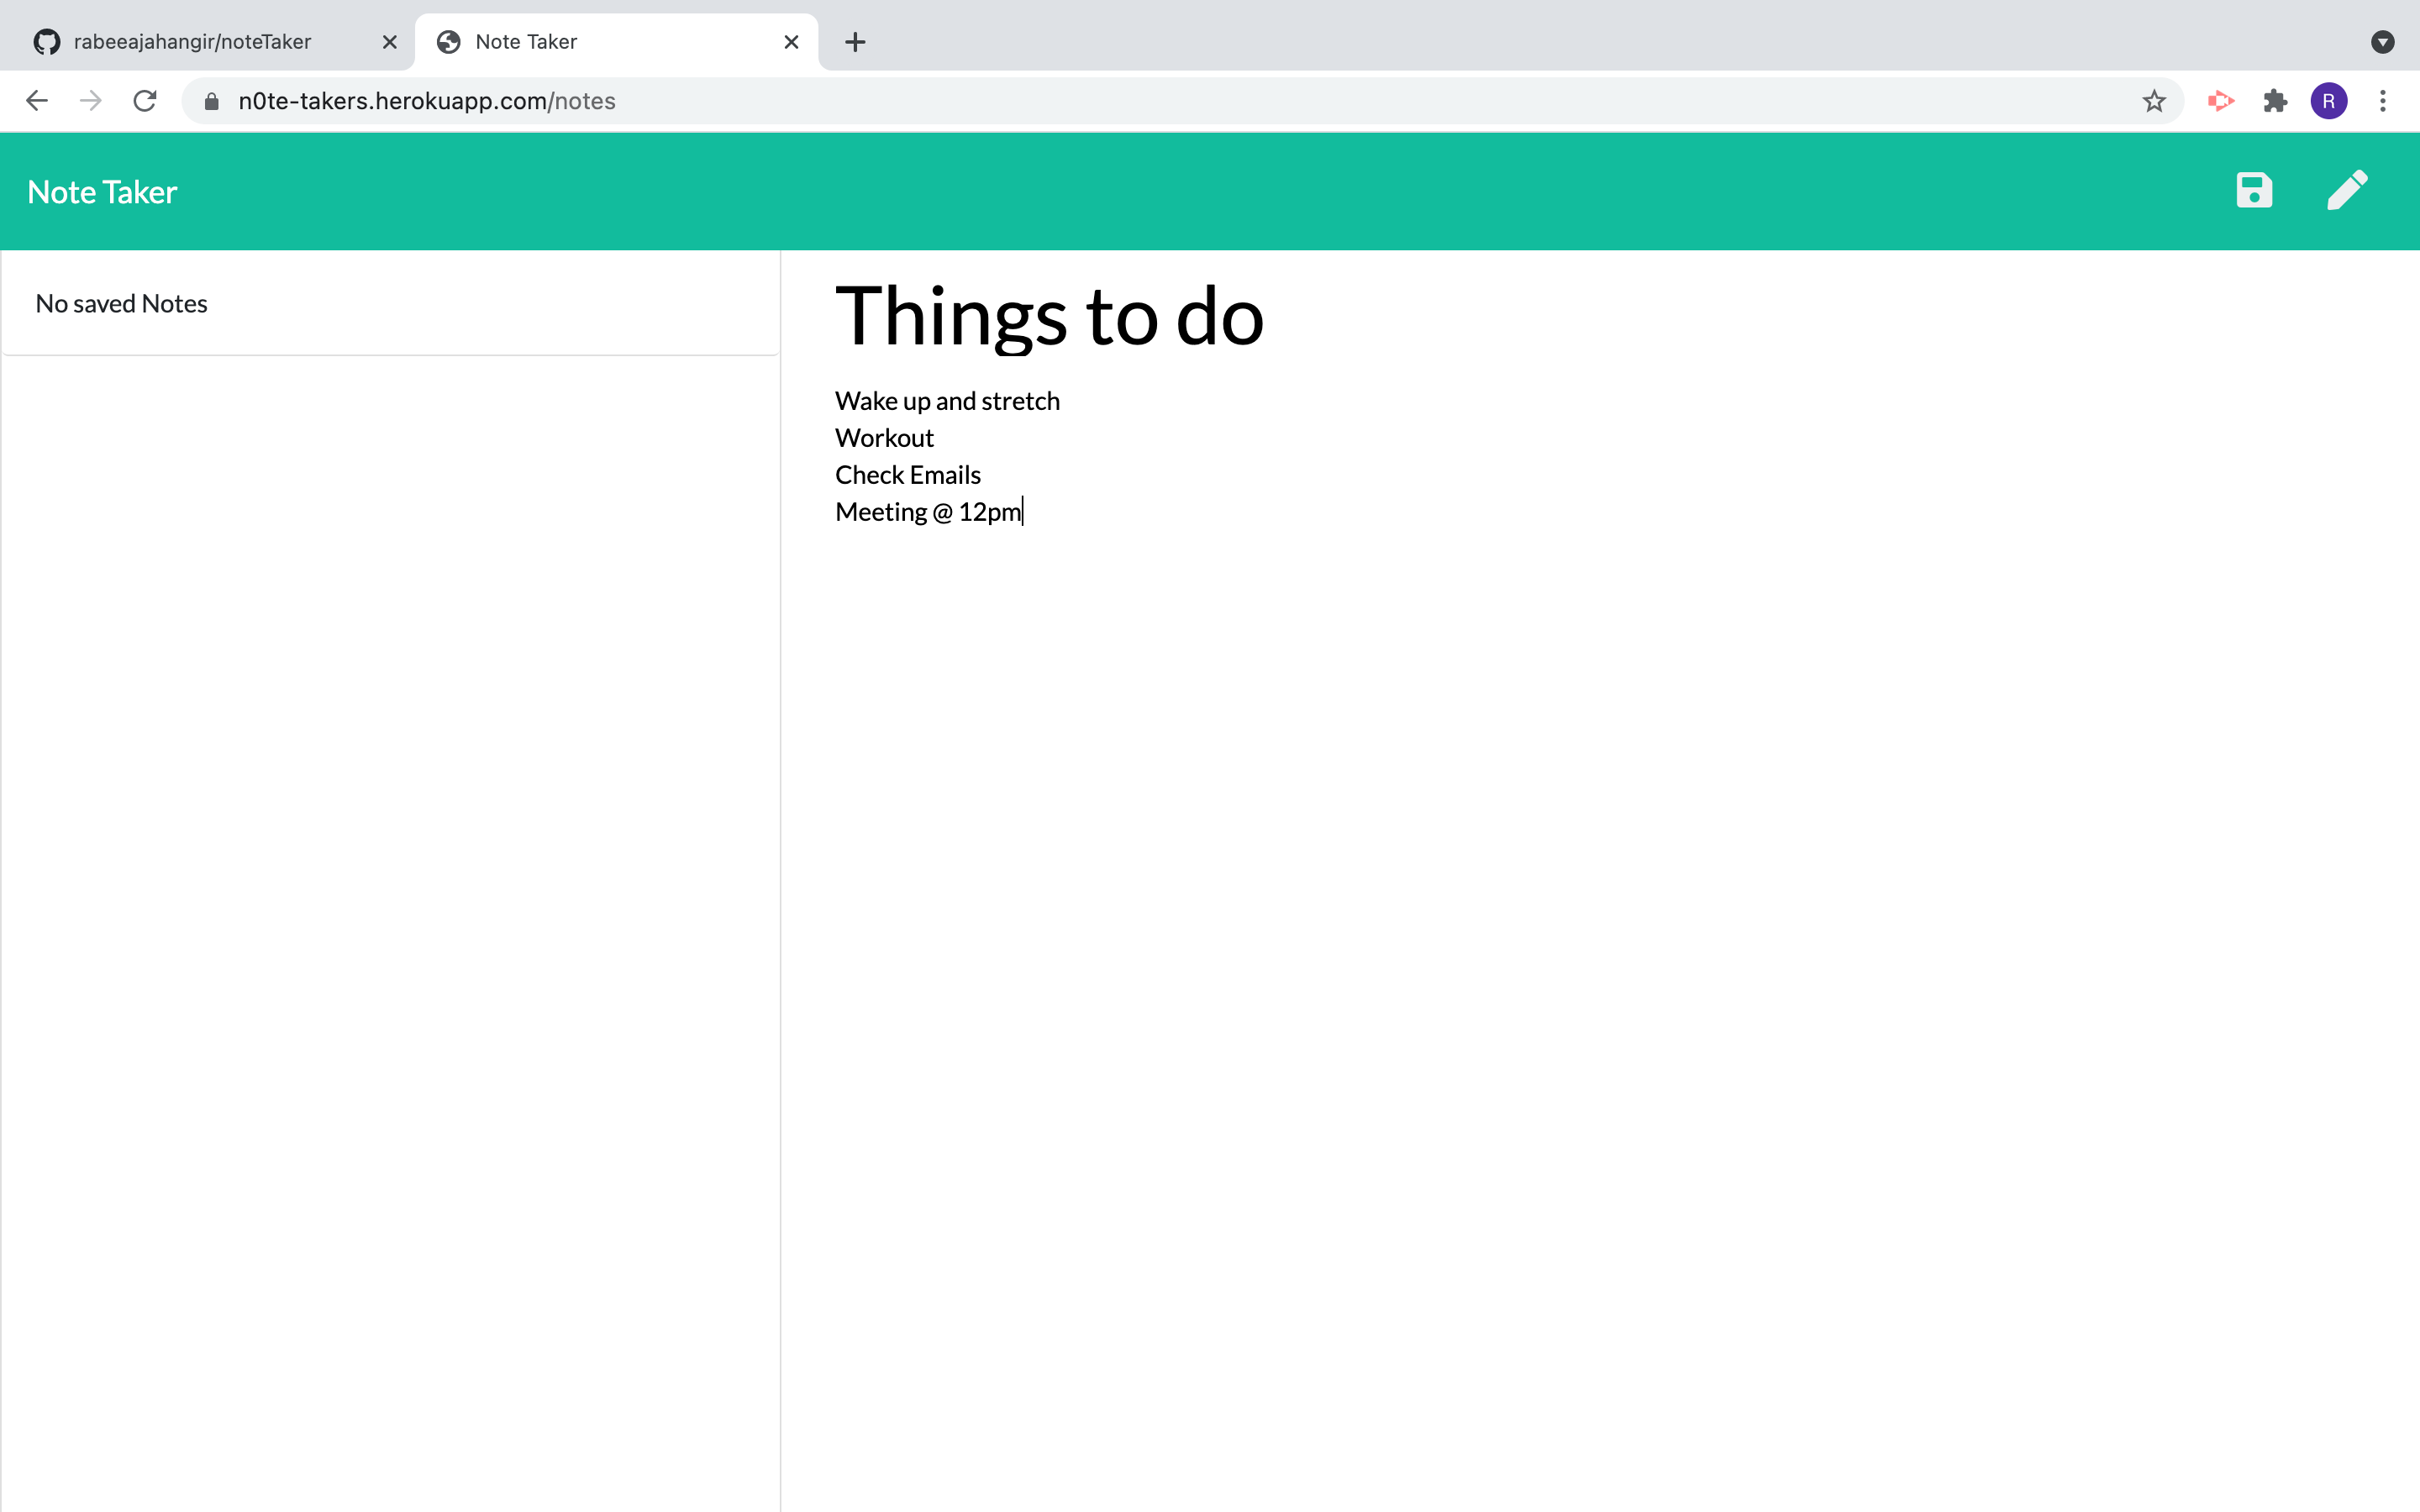 rabeeajahangir/noteTaker
Note Taker
n0te-takers.herokuapp.com/notes
R
Note Taker
No saved Notes
Things to do
Wake up and stretch
Workout
Check Emails
Meeting @ 12pm